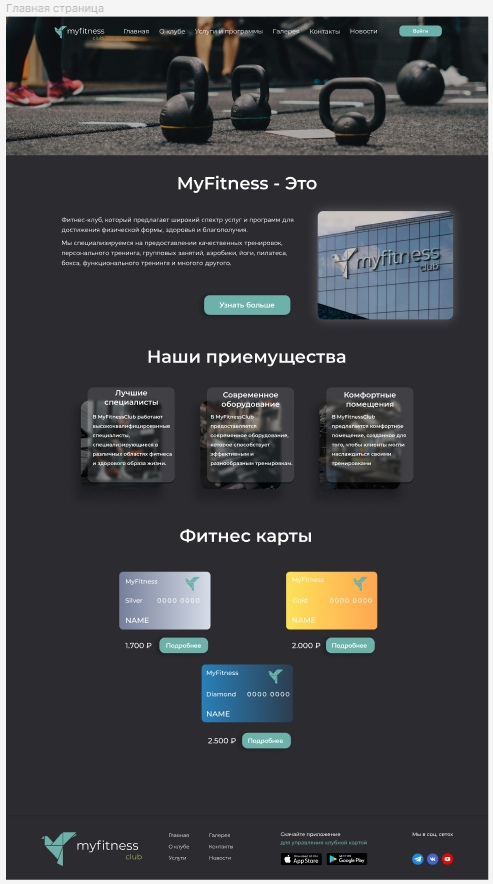 Главная страница
myfitness
club
Главная О клубе Услуги и программы Галерея Контакты Новости Войти
MyFitness - Это
Фитнес-клуб, который предлагает широкий спектр услуг и программ для
достижения физической формы, здоровья и благополучия.
Мы специализируемся на предоставлении качественных тренировок,
персонального тренинга, групповых занятий, аэробики, йоги, пилатеса,
бокса, функционального тренинга и многого другого.
myfitness
club
Узнать больше
Наши приемущества
Лучшие
специалисты
В MyFitnessClub работают
высококвалифицированные
специалисты,
специализирующиеся в
различных областях фитнеса
и здорового образа жизни.
Современное
оборудование
В MyFitnessClub
предоставляется
современное оборудование,
которое способствует
эффективным и
разнообразным тренировкам.
Комфортные
помещения
В MyFitnessClub
предлагается комфортное
помещение, созданное для
того, чтобы клиенты могли
наслаждаться своими
тренировками
Фитнес карты
MyFitness
Silver 0000 0000
NAME
1.700 ₽ Подробнее
MyFitness
Gold 0000 0000
NAME
2.000 ₽ Подробнее
MyFitness
Diamond 0000 0000
NAME
2.500 ₽ Подробнее
myfitness
club
Главная Галерея
О клубе Контакты
Услуги Новости
Скачайте приложение
для управления клубной картой
App Store Google Play
Мы в соц. сетях